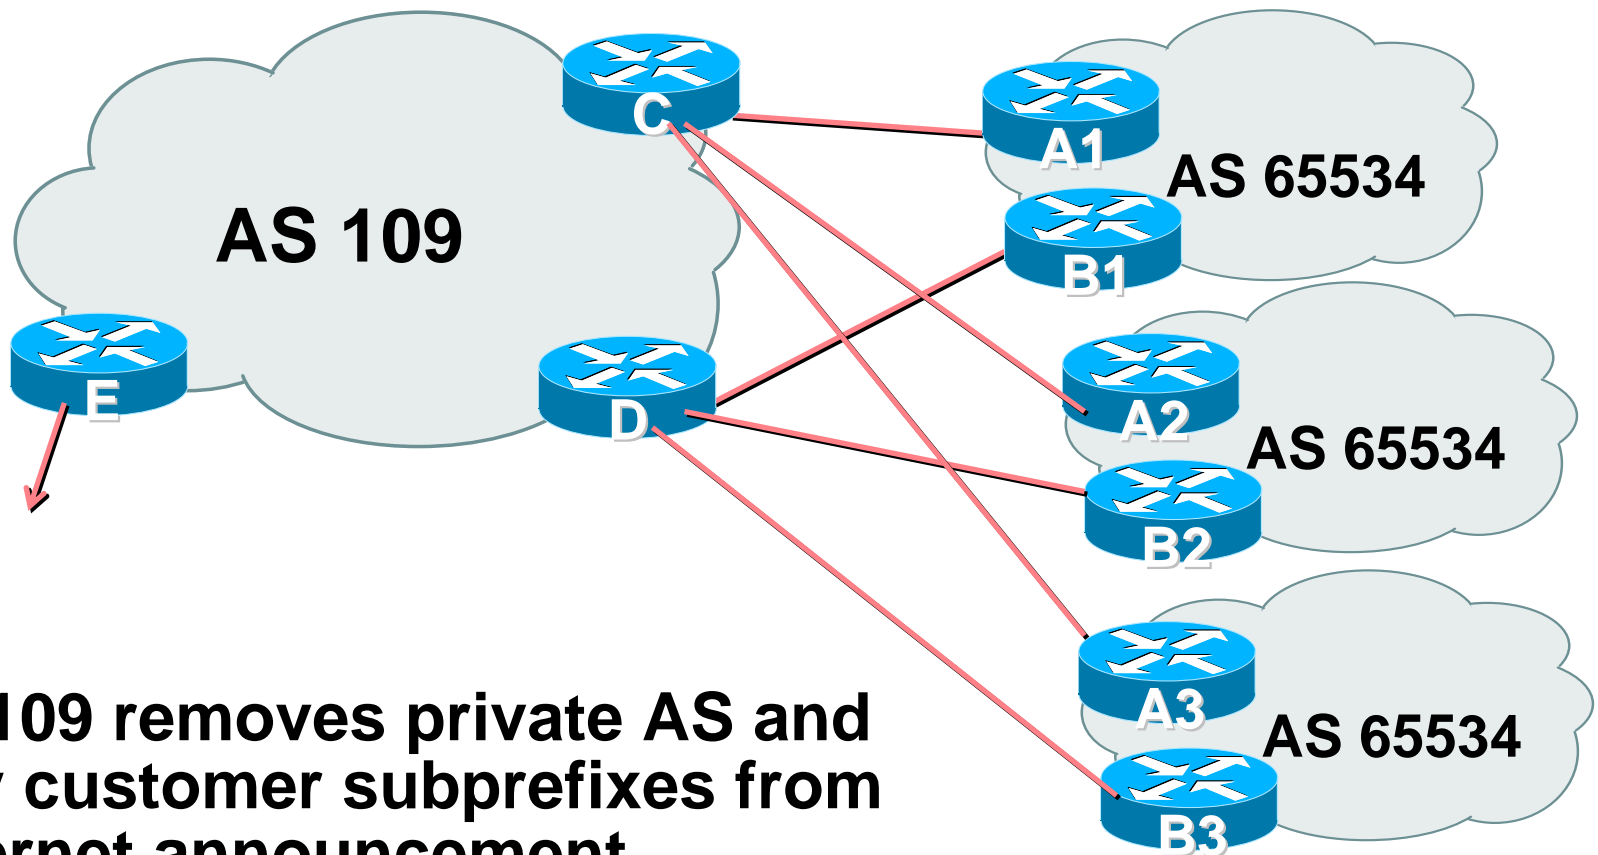 C
A1
AS 65534
AS 109
B1
E
D
A2
AS 65534
B2
109 removes private AS and
customer subprefixes from
announcement
A3
AS 65534
B3